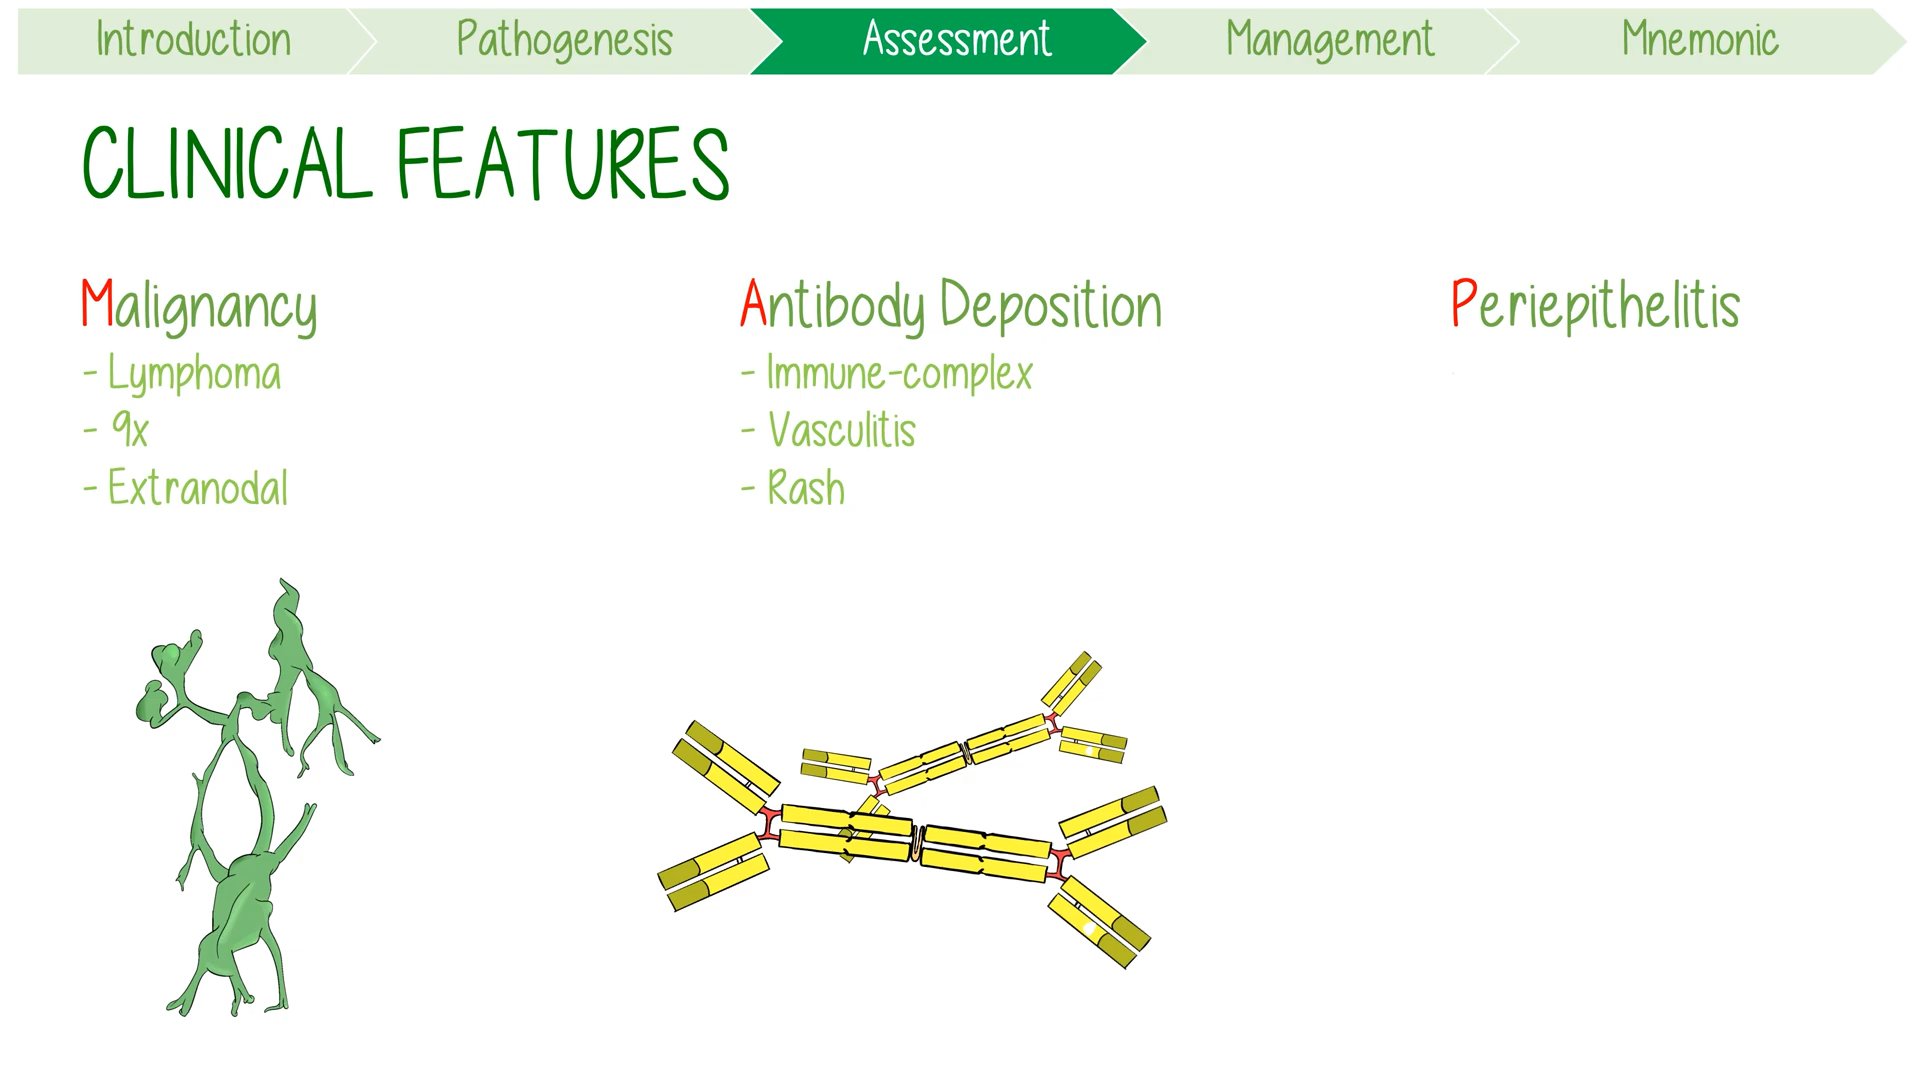 Introduction
Pathogenesis
Assessment
Management
Mnemonic
CLINICAL FEATURES
Malignancy
- Lymphoma
- 9x
- Extranodal
Antibody Deposition
- Immune-complex
- Vasculitis
- Rash
Periepithelitis